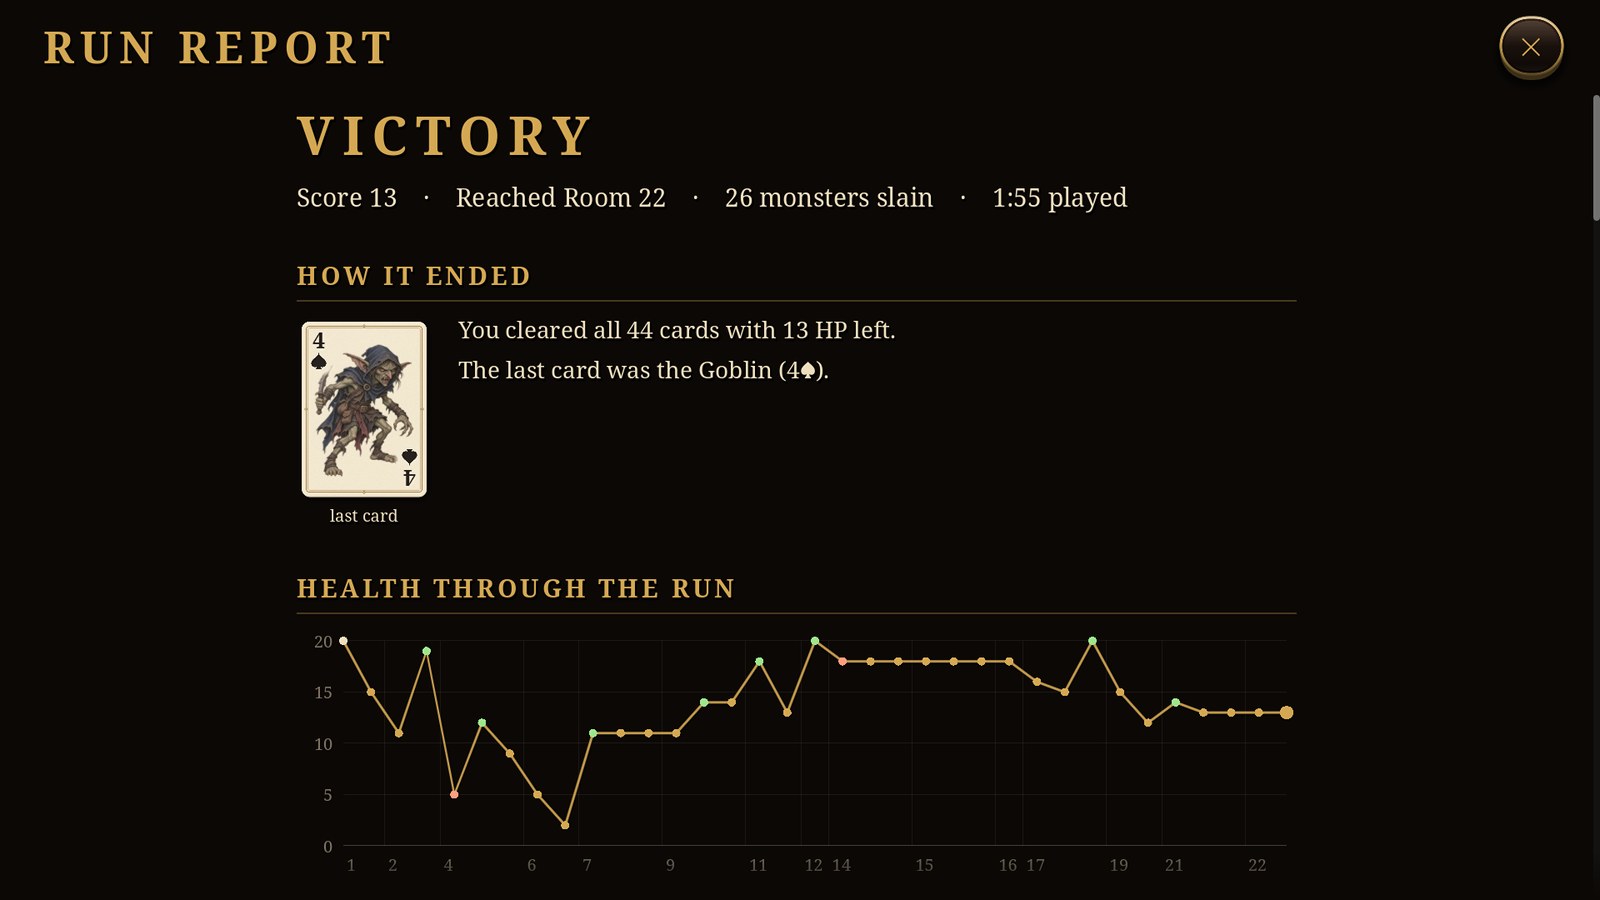 RUN REPORT
VICTORY
Score 13 · Reached Room 22 · 26 monsters slain · 1:55 played
HOW IT ENDED
4♠
You cleared all 44 cards with 13 HP left.
The last card was the Goblin (4♠).
♠4
last card
HEALTH THROUGH THE RUN
20
15
10
5
0
1 2 4 6 7 9 11 12 14 15 16 17 19 21 22